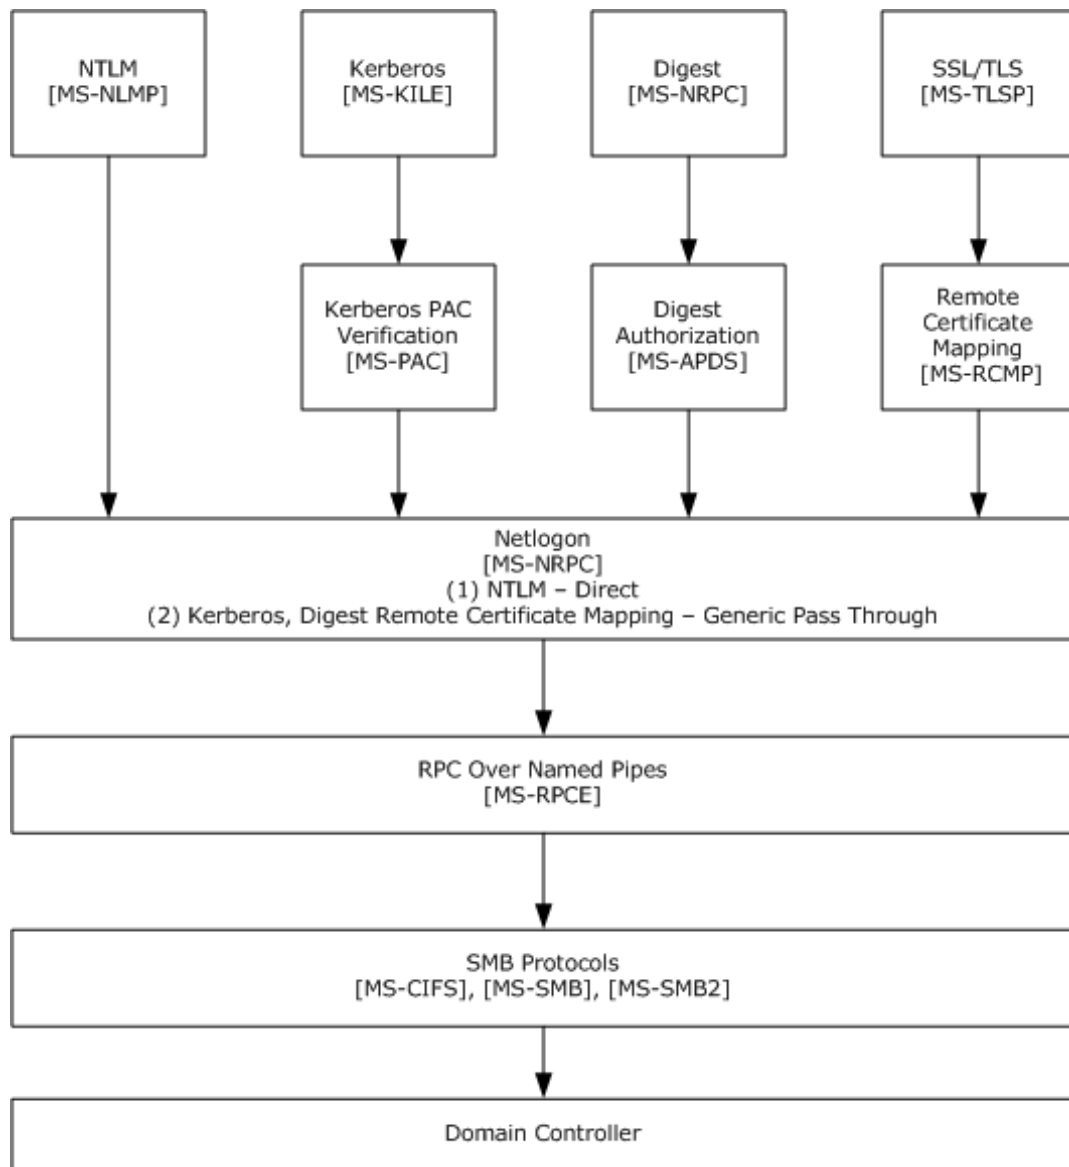 NTLM
[MS-NLMP]
Kerberos
[MS-KILE]
Digest
[MS-NRPC]
SSL/TLS
[MS-TLSP]
Kerberos PAC
Verification
[MS-PAC]
Digest
Authorization
[MS-APDS]
Remote
Certificate
Mapping
[MS-RCMP]
Netlogon
[MS-NRPC]
(1) NTLM – Direct
(2) Kerberos, Digest Remote Certificate Mapping – Generic Pass Through
RPC Over Named Pipes
[MS-RPCE]
SMB Protocols
[MS-CIFS], [MS-SMB], [MS-SMB2]
Domain Controller